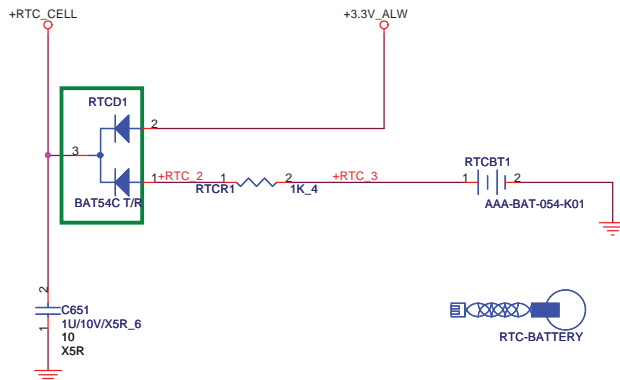 +RTC_CELL
+3.3V_ALW
RTCD1
2
3
1
+RTC_2
RTCR1
1
2
1K_4
+RTC_3
RTCBT1
1
2
BAT54C T/R
AAA-BAT-054-K01
2
C651
1U/10V/X5R_6
1
10
X5R
RTC-BATTERY